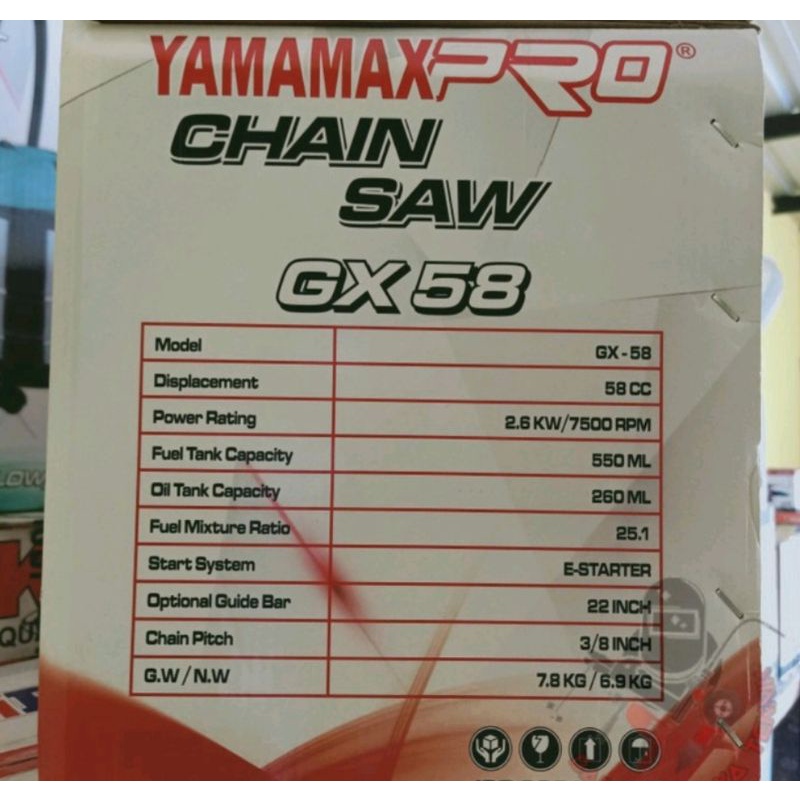 YAMAMAXPRO®
CHAIN
SAW
GX 58
Model GX - 58
Displacement 58 CC
Power Rating 2.6 KW/7500 RPM
Fuel Tank Capacity 550 ML
Oil Tank Capacity 260 ML
Fuel Mixture Ratio 25.1
Start System E-STARTER
Optional Guide Bar 22 INCH
Chain Pitch 3/8 INCH
G.W / N.W 7.8 KG / 6.9 KG